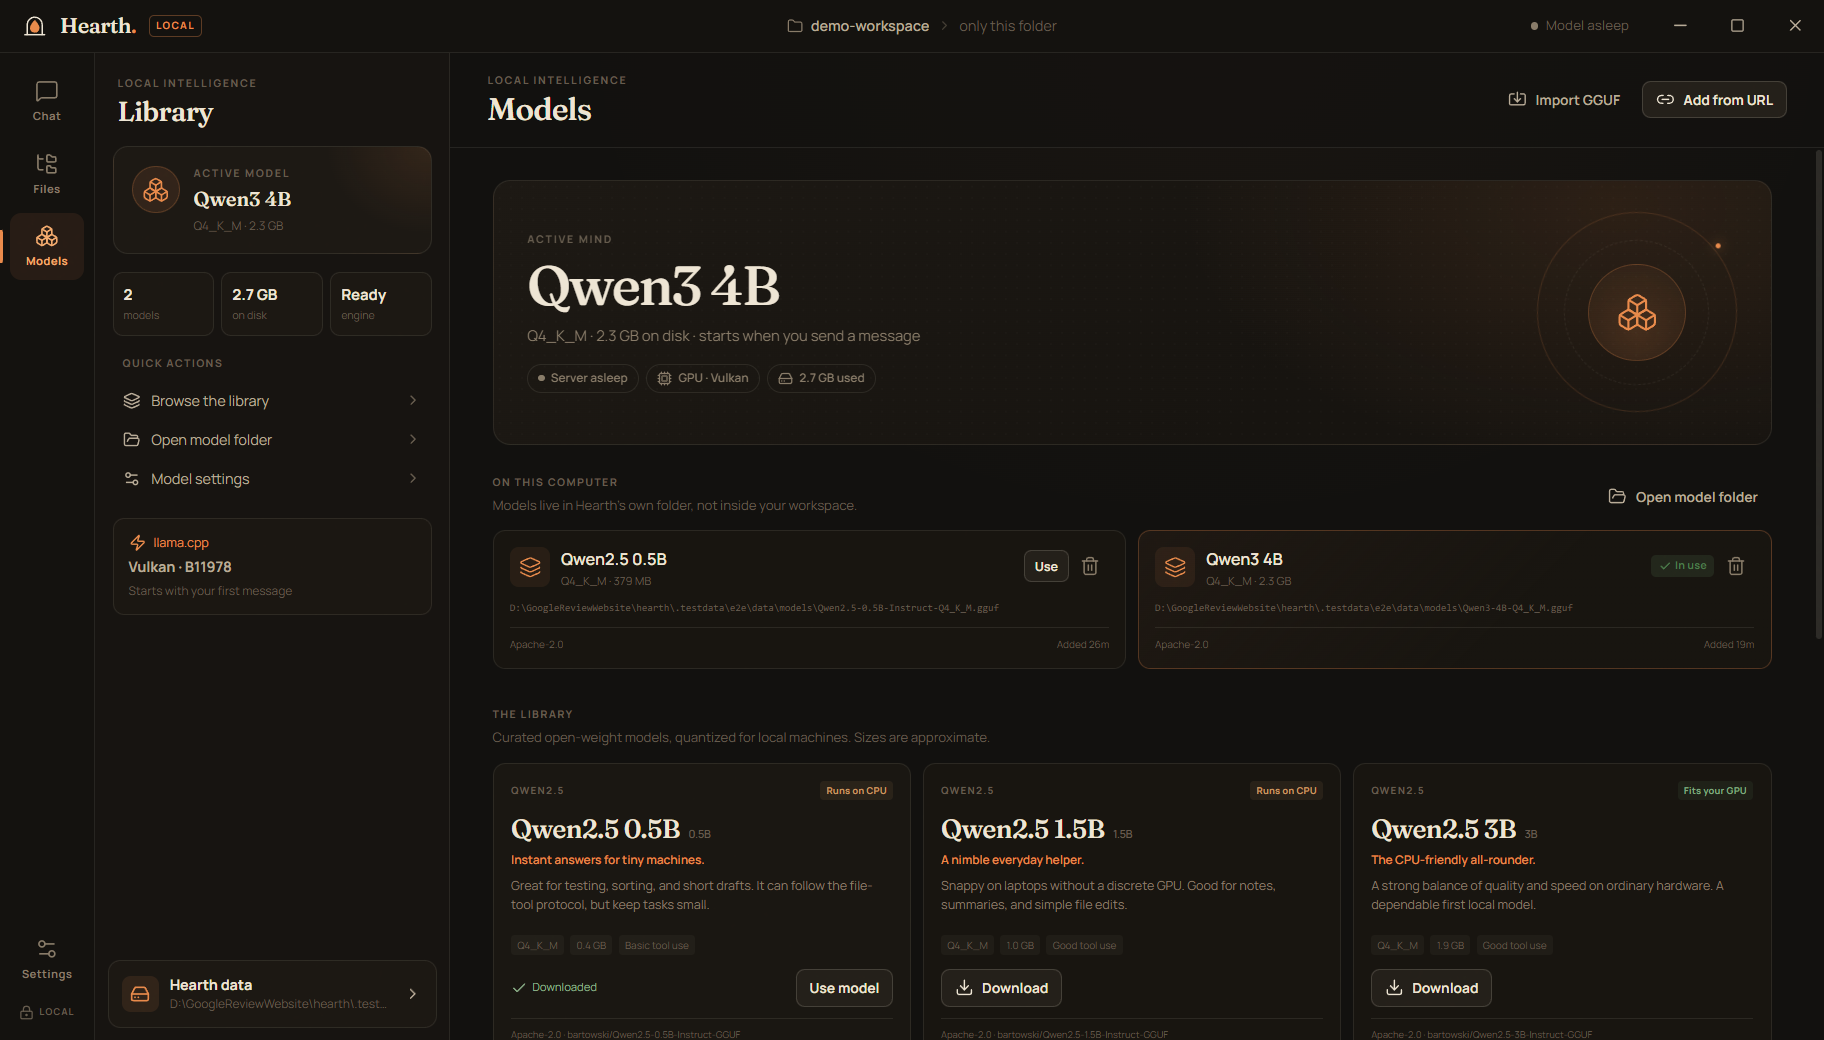 Hearth.
LOCAL
demo-workspace
only this folder
Model asleep
Chat
Files
Models
Settings
LOCAL
LOCAL INTELLIGENCE
Library
ACTIVE MODEL
Qwen3 4B
Q4_K_M · 2.3 GB
2
models
2.7 GB
on disk
Ready
engine
QUICK ACTIONS
Browse the library
Open model folder
Model settings
llama.cpp
Vulkan · B11978
Starts with your first message
Hearth data
D:\GoogleReviewWebsite\hearth\.test...
LOCAL INTELLIGENCE
Models
Import GGUF
Add from URL
ACTIVE MIND
Qwen3 4B
Q4_K_M · 2.3 GB on disk · starts when you send a message
Server asleep
GPU · Vulkan
2.7 GB used
ON THIS COMPUTER
Models live in Hearth's own folder, not inside your workspace.
Open model folder
Qwen2.5 0.5B
Q4_K_M · 379 MB
Use
D:\GoogleReviewWebsite\hearth\.testdata\e2e\data\models\Qwen2.5-0.5B-Instruct-Q4_K_M.gguf
Apache-2.0
Added 26m
Qwen3 4B
Q4_K_M · 2.3 GB
In use
D:\GoogleReviewWebsite\hearth\.testdata\e2e\data\models\Qwen3-4B-Q4_K_M.gguf
Apache-2.0
Added 19m
THE LIBRARY
Curated open-weight models, quantized for local machines. Sizes are approximate.
QWEN2.5
Runs on CPU
Qwen2.5 0.5B 0.5B
Instant answers for tiny machines.
Great for testing, sorting, and short drafts. It can follow the file-
tool protocol, but keep tasks small.
Q4_K_M
0.4 GB
Basic tool use
Downloaded
Use model
Apache-2.0 · bartowski/Qwen2.5-0.5B-Instruct-GGUF
QWEN2.5
Runs on CPU
Qwen2.5 1.5B 1.5B
A nimble everyday helper.
Snappy on laptops without a discrete GPU. Good for notes,
summaries, and simple file edits.
Q4_K_M
1.0 GB
Good tool use
Download
Apache-2.0 · bartowski/Qwen2.5-1.5B-Instruct-GGUF
QWEN2.5
Fits your GPU
Qwen2.5 3B 3B
The CPU-friendly all-rounder.
A strong balance of quality and speed on ordinary hardware. A
dependable first local model.
Q4_K_M
1.9 GB
Good tool use
Download
Apache-2.0 · bartowski/Qwen2.5-3B-Instruct-GGUF